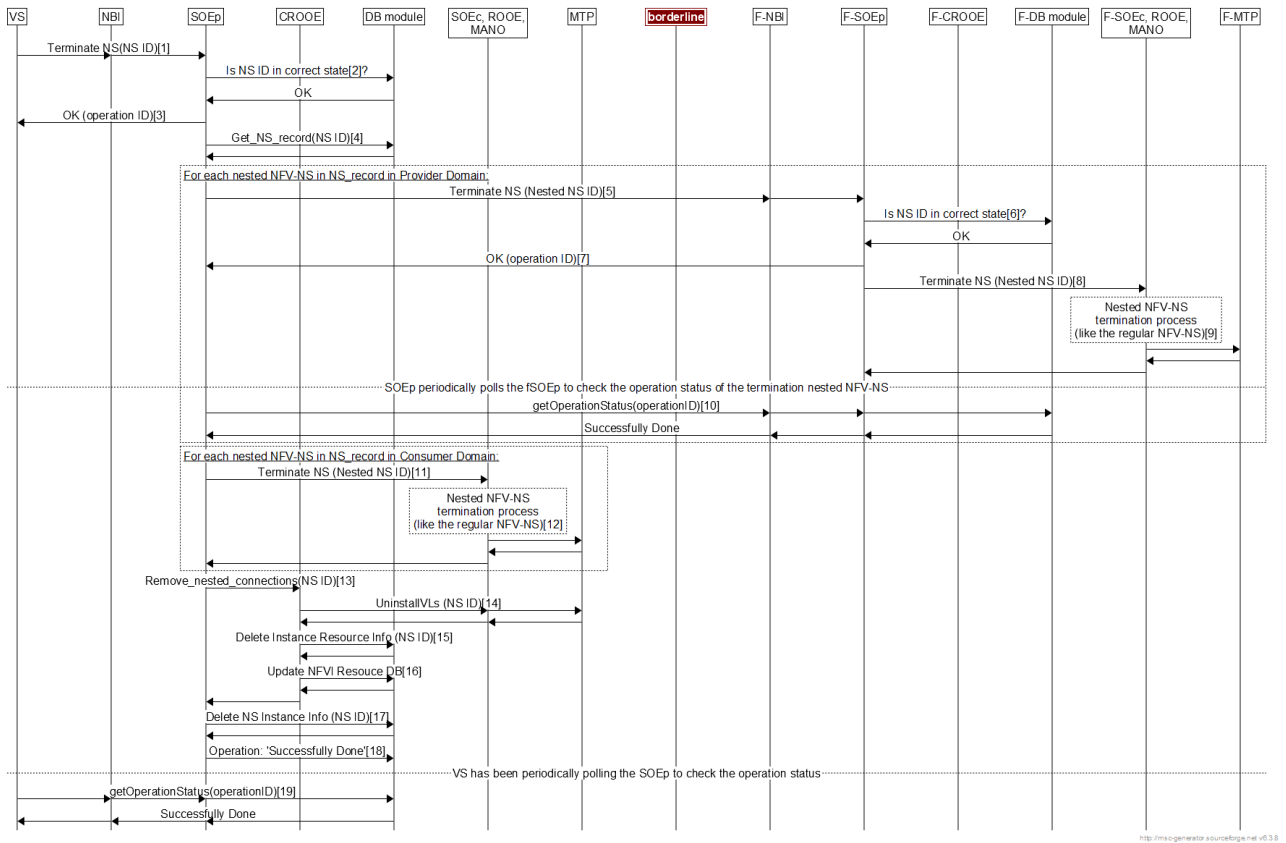 VS NBI SOEp CROOE DB module SOEc, ROOE, MTP borderline F-NBI F-SOEp F-CROOE F-DB module F-SOEc, ROOE, F-MTP
MANO MANO
Terminate NS(NS ID)[1]
Is NS ID in correct state[2]?
OK
OK (operation ID)[3]
Get_NS_record(NS ID)[4]
For each nested NFV-NS in NS_record in Provider Domain:
Terminate NS (Nested NS ID)[5]
Is NS ID in correct state[6]?
OK
OK (operation ID)[7]
Terminate NS (Nested NS ID)[8]
Nested NFV-NS
termination process
(like the regular NFV-NS)[9]
SOEp periodically polls the fSOEp to check the operation status of the termination nested NFV-NS
getOperationStatus(operationID)[10]
Successfully Done
For each nested NFV-NS in NS_record in Consumer Domain:
Terminate NS (Nested NS ID)[11]
Nested NFV-NS
termination process
(like the regular NFV-NS)[12]
Remove_nested_connections(NS ID)[13]
UninstallVLs (NS ID)[14]
Delete Instance Resource Info (NS ID)[15]
Update NFVI Resouce DB[16]
Delete NS Instance Info (NS ID)[17]
Operation: 'Successfully Done'[18]
VS has been periodically polling the SOEp to check the operation status
getOperationStatus(operationID)[19]
Successfully Done
http://msc-generator.sourceforge.net v6.3.8